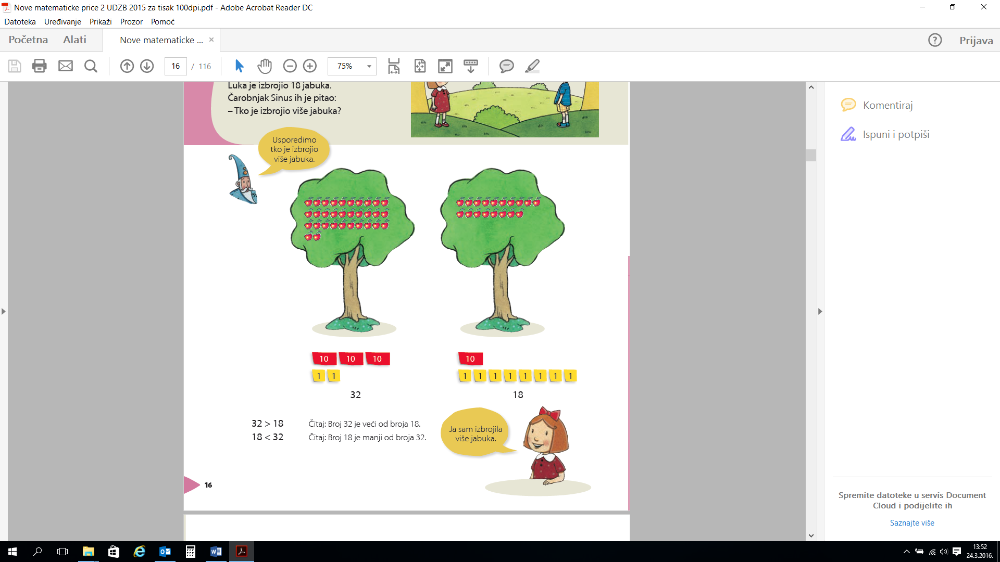 Nove matematicke price 2 UDZB 2015 za tisak 100dpi.pdf - Adobe Acrobat Reader DC
Datoteka Uređivanje Prikaži Prozor Pomoć
Početna Alati Nove matematicke ... × ? Prijava
16 / 116 75%
Luka je izbrojio 18 jabuka.
Čarobnjak Sinus ih je pitao:
– Tko je izbrojio više jabuka?
Usporedimo
tko je izbrojio
više jabuka.
10 10 10
1 1
32
10
1 1 1 1 1 1 1 1
18
32 > 18 Čitaj: Broj 32 je veći od broja 18.
18 < 32 Čitaj: Broj 18 je manji od broja 32.
Ja sam izbrojila
više jabuka.
16
Komentiraj
Ispuni i potpiši
Spremite datoteke u servis Document
Cloud i podijelite ih
Saznajte više
13:52
24.3.2016.